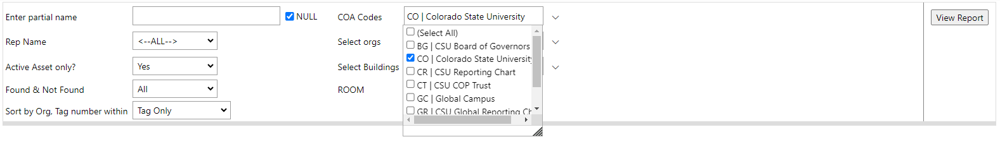 Enter partial name NULL COA Codes CO | Colorado State University View Report
(Select All)
Rep Name <--ALL--> Select orgs BG | CSU Board of Governors
CO | Colorado State University
Active Asset only? Yes Select Buildings CR | CSU Reporting Chart
CT | CSU COP Trust
Found & Not Found All ROOM
GC | Global Campus
Sort by Org, Tag number within Tag Only GR | CSU Global Reporting Ch